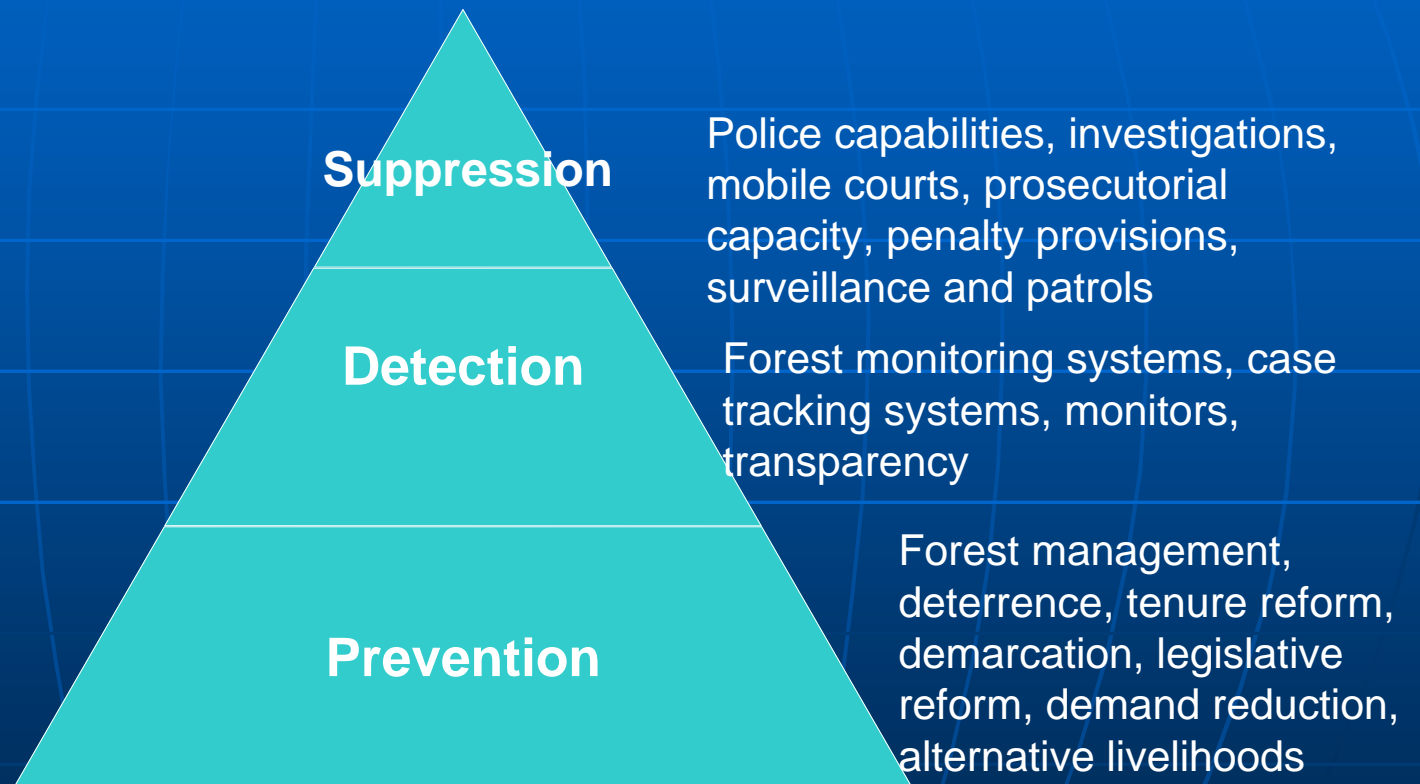 Suppression
Police capabilities, investigations,
mobile courts, prosecutorial
capacity, penalty provisions,
surveillance and patrols
Detection
Forest monitoring systems, case
tracking systems, monitors,
transparency
Prevention
Forest management,
deterrence, tenure reform,
demarcation, legislative
reform, demand reduction,
alternative livelihoods